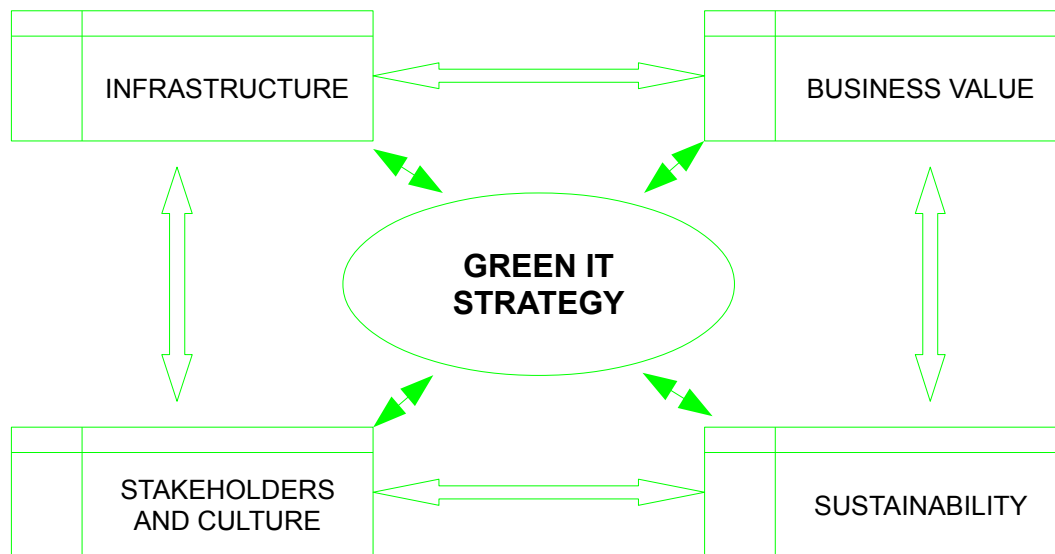 INFRASTRUCTURE
BUSINESS VALUE
GREEN IT
STRATEGY
STAKEHOLDERS
AND CULTURE
SUSTAINABILITY